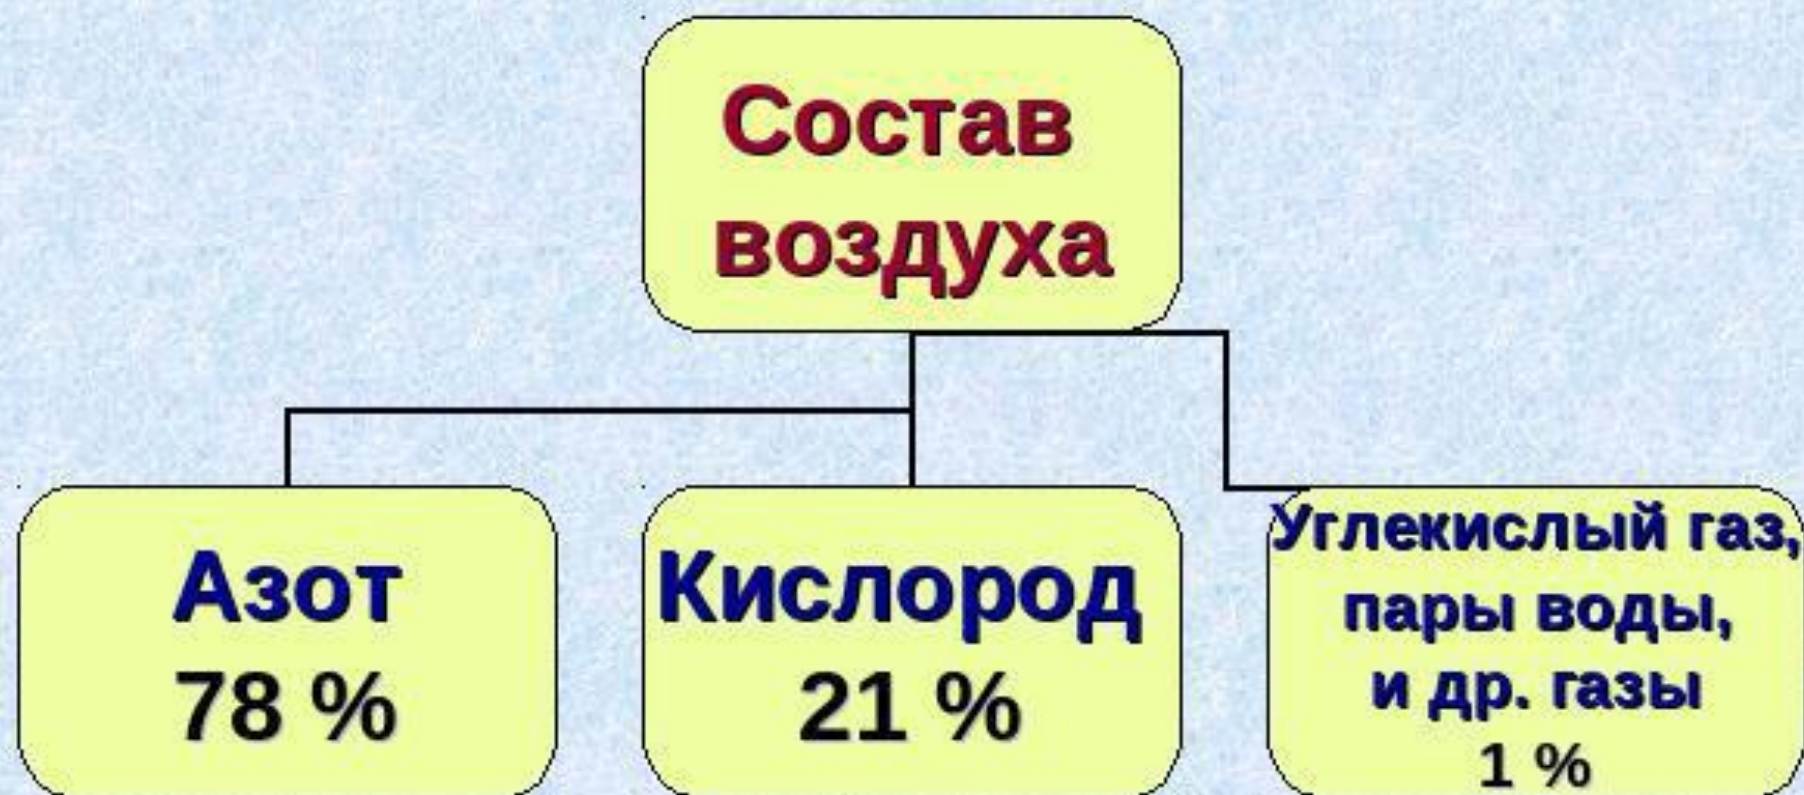 Состав
воздуха
Азот
78 %
Кислород
21 %
Углекислый газ,
пары воды,
и др. газы
1 %